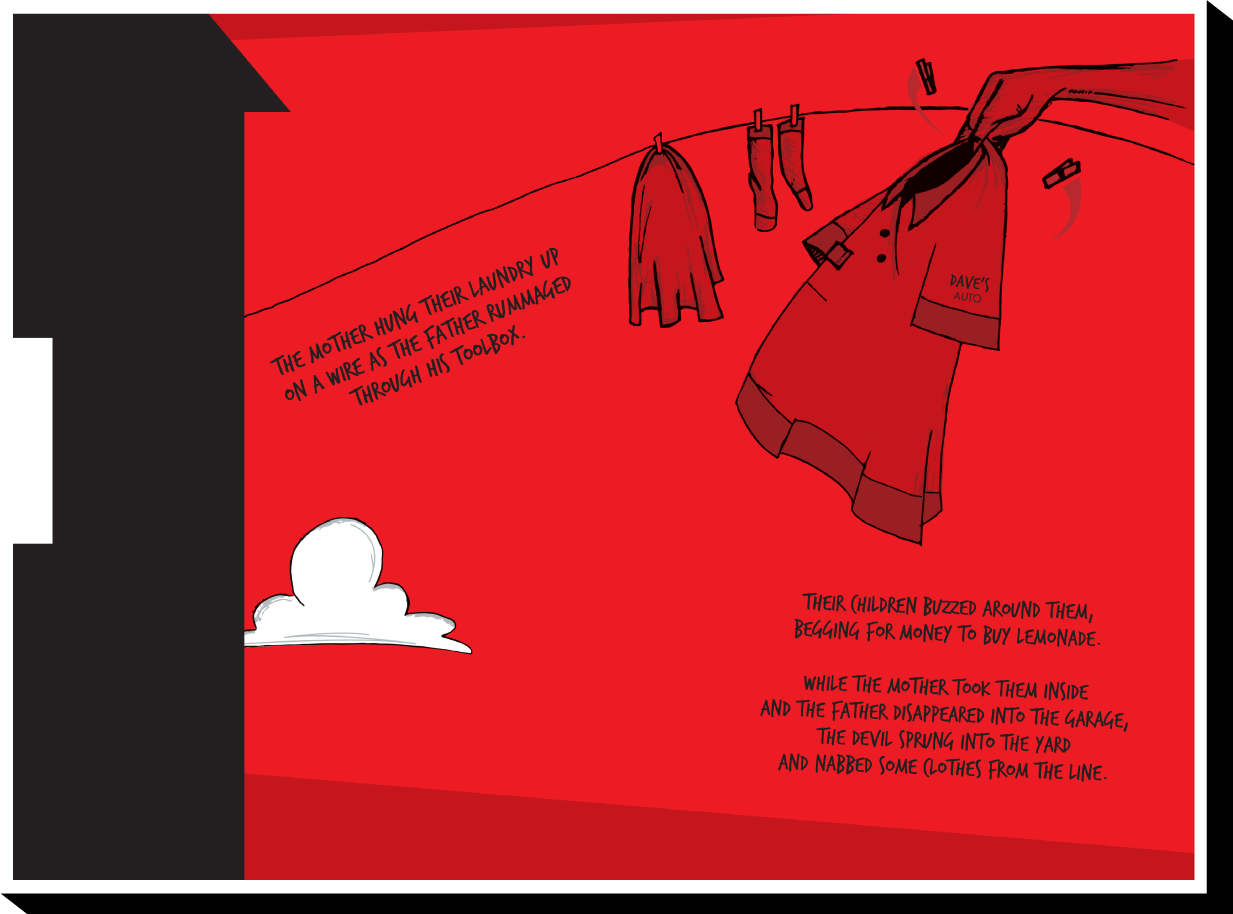 THE MOTHER HUNG THEIR LAUNDRY UP
ON A WIRE AS THE FATHER RUMMAGED
THROUGH HIS TOOLBOX.
DAVE'S
AUTO
THEIR CHILDREN BUZZED AROUND THEM,
BEGGING FOR MONEY TO BUY LEMONADE.
WHILE THE MOTHER TOOK THEM INSIDE
AND THE FATHER DISAPPEARED INTO THE GARAGE,
THE DEVIL SPRUNG INTO THE YARD
AND NABBED SOME CLOTHES FROM THE LINE.